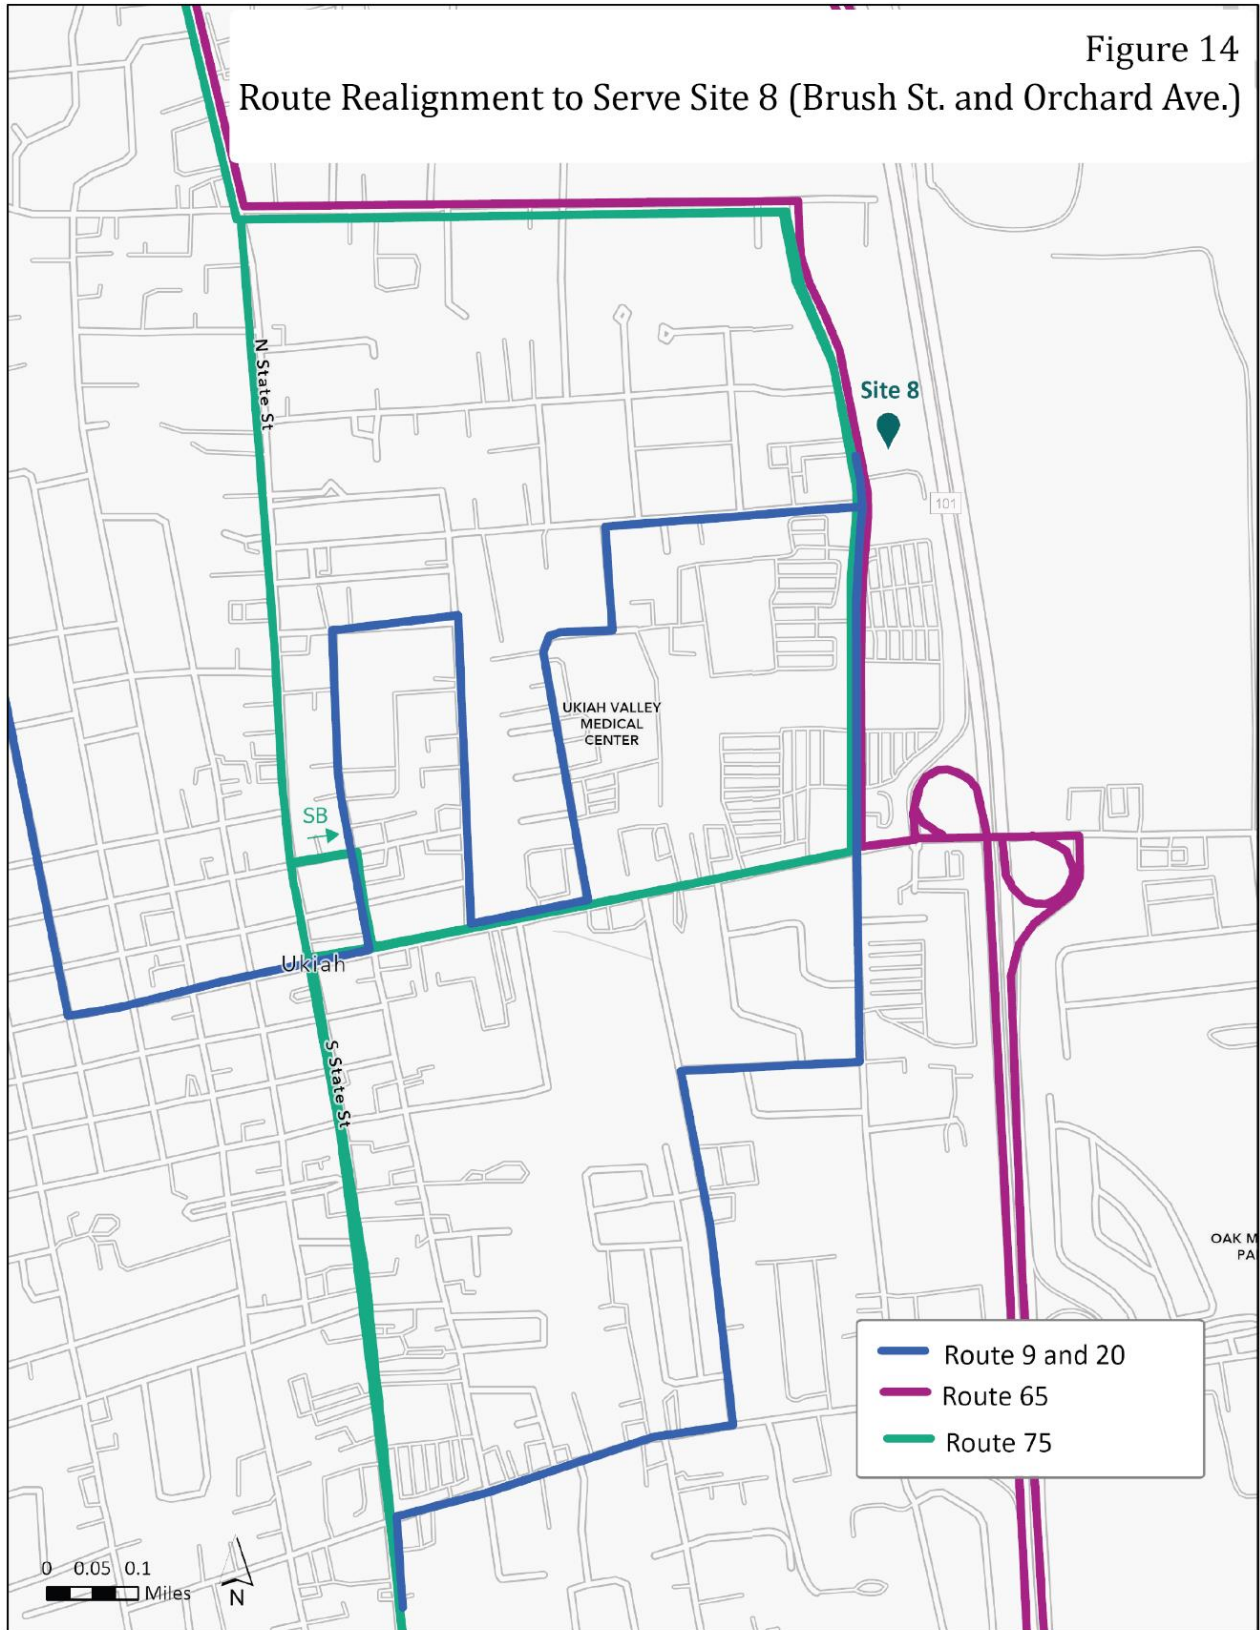 Figure 14
Route Realignment to Serve Site 8 (Brush St. and Orchard Ave.)
N State St
Site 8
101
UKIAH VALLEY
MEDICAL
CENTER
SB
Ukiah
S State St
OAK M
PA
Route 9 and 20
Route 65
Route 75
0 0.05 0.1
Miles
N